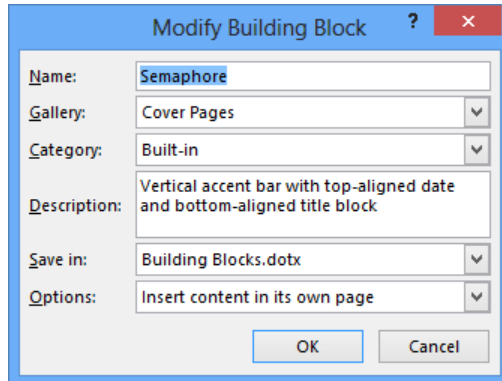 Modify Building Block ?
Name: Semaphore
Gallery: Cover Pages
Category: Built-in
Description: Vertical accent bar with top-aligned date
and bottom-aligned title block
Save in: Building Blocks.dotx
Options: Insert content in its own page
OK Cancel